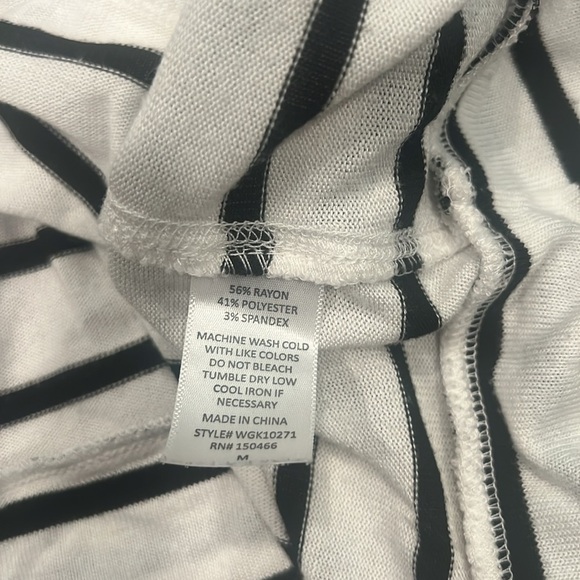 56% RAYON
41% POLYESTER
3% SPANDEX
MACHINE WASH COLD
WITH LIKE COLORS
DO NOT BLEACH
TUMBLE DRY LOW
COOL IRON IF
NECESSARY
MADE IN CHINA
STYLE# WGK10271
RN# 150466
M